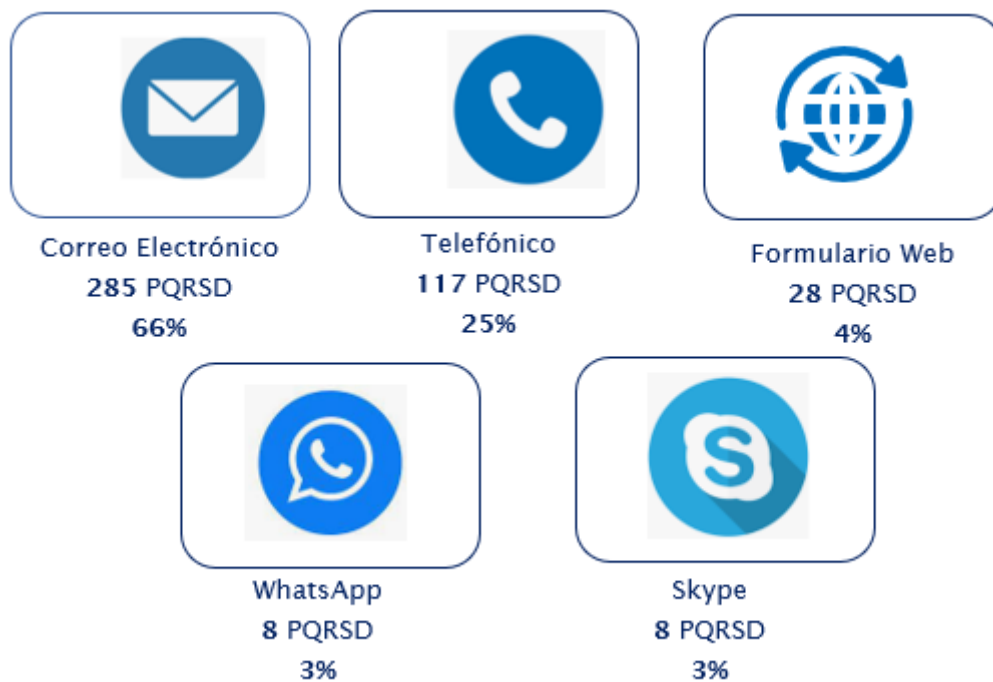 Correo Electrónico
285 PQRSD
66%
Telefónico
117 PQRSD
25%
Formulario Web
28 PQRSD
4%
WhatsApp
8 PQRSD
3%
Skype
8 PQRSD
3%